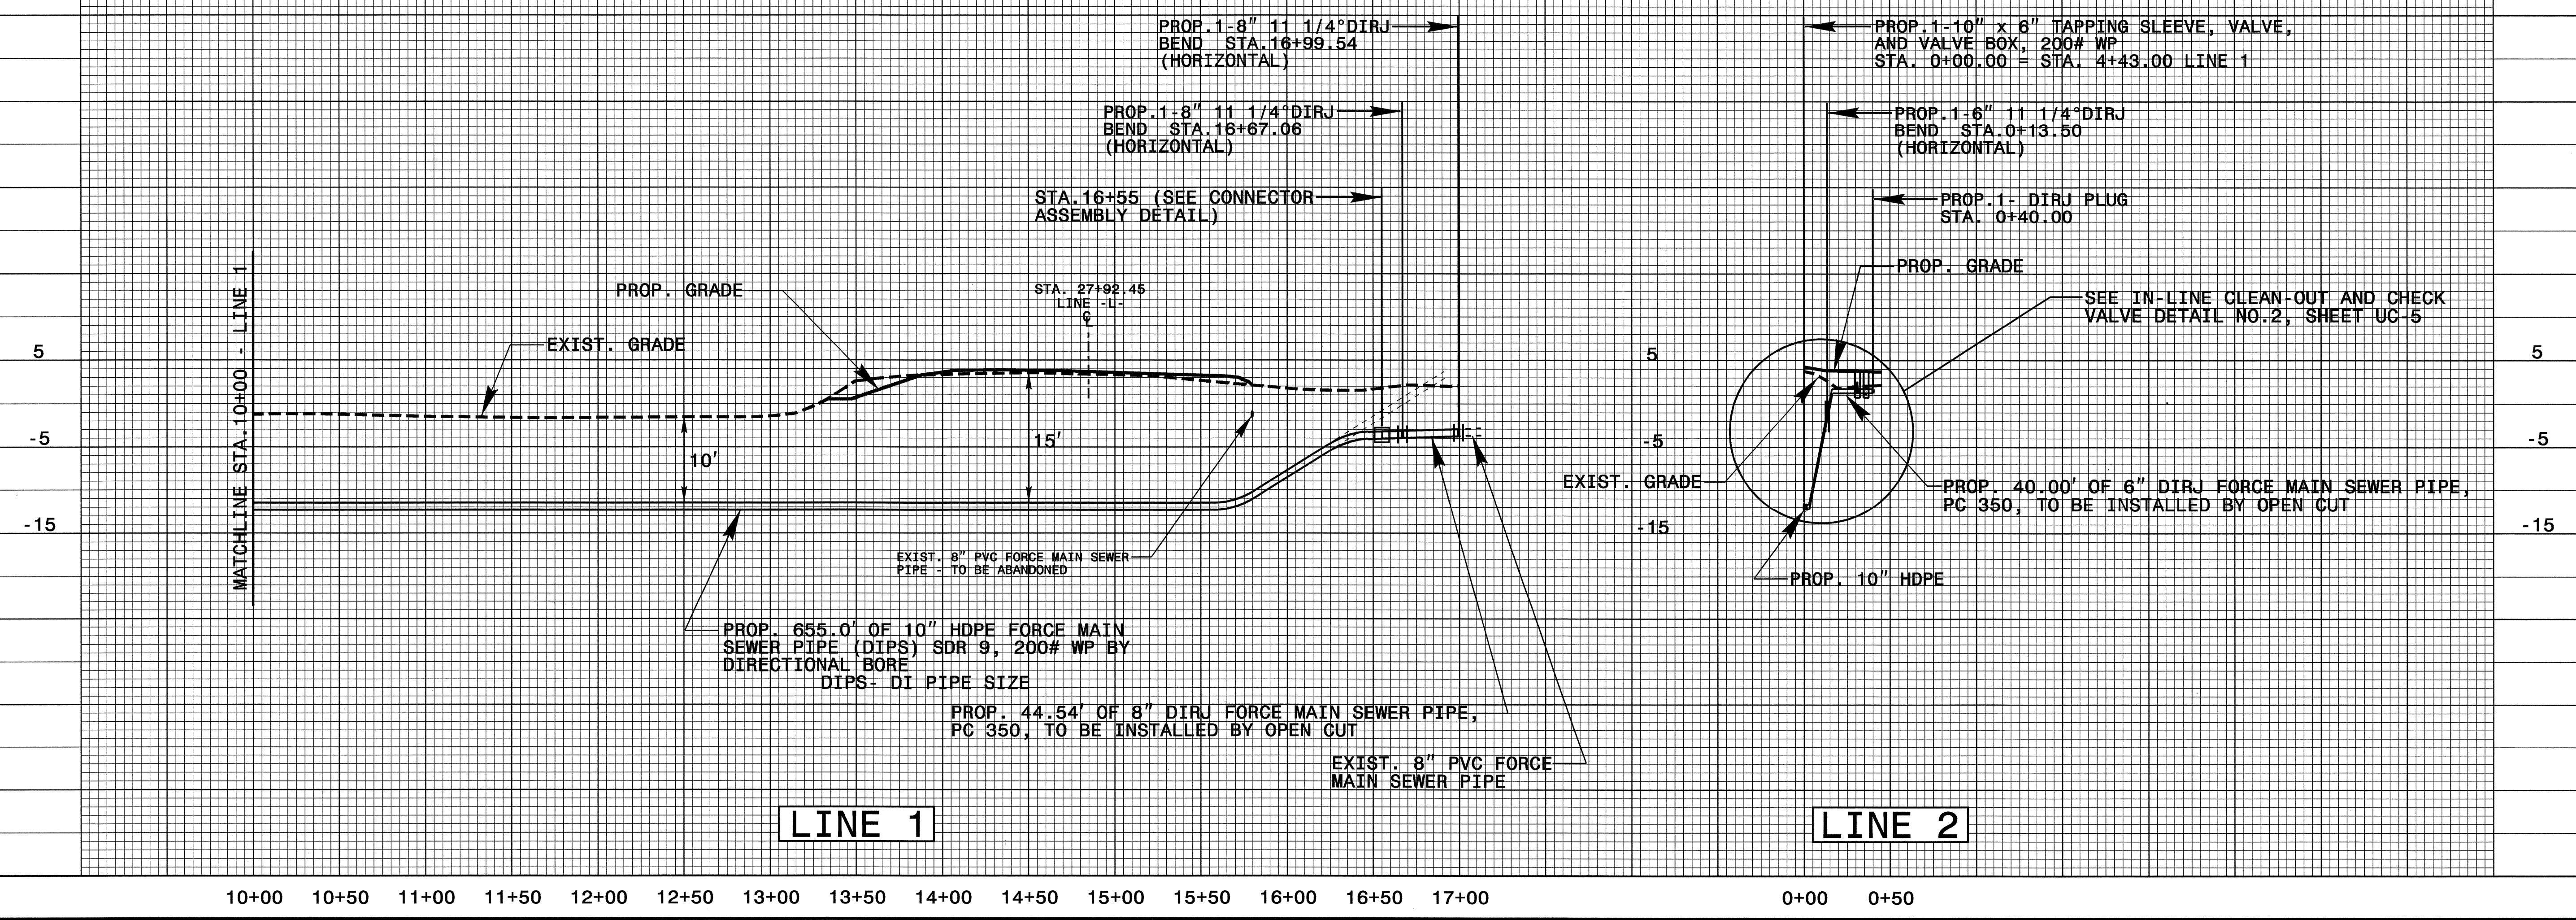 PROP.1-8" 11 1/4°DIRJ
BEND STA.16+99.54
(HORIZONTAL)
PROP.1-8" 11 1/4°DIRJ
BEND STA.16+67.06
(HORIZONTAL)
STA.16+55 (SEE CONNECTOR
ASSEMBLY DETAIL)
MATCHLINE STA.10+00 - LINE 1
PROP. GRADE
EXIST. GRADE
STA. 27+92.45
LINE -L-
℄
10'
15'
EXIST. 8" PVC FORCE MAIN SEWER
PIPE - TO BE ABANDONED
PROP. 655.0' OF 10" HDPE FORCE MAIN
SEWER PIPE (DIPS) SDR 9, 200# WP BY
DIRECTIONAL BORE
DIPS- DI PIPE SIZE
PROP. 44.54' OF 8" DIRJ FORCE MAIN SEWER PIPE,
PC 350, TO BE INSTALLED BY OPEN CUT
EXIST. 8" PVC FORCE
MAIN SEWER PIPE
LINE 1
5
-5
-15
PROP.1-10" x 6" TAPPING SLEEVE, VALVE,
AND VALVE BOX, 200# WP
STA. 0+00.00 = STA. 4+43.00 LINE 1
PROP.1-6" 11 1/4°DIRJ
BEND STA.0+13.50
(HORIZONTAL)
PROP.1- DIRJ PLUG
STA. 0+40.00
PROP. GRADE
SEE IN-LINE CLEAN-OUT AND CHECK
VALVE DETAIL NO.2, SHEET UC-5
EXIST. GRADE
PROP. 40.00' OF 6" DIRJ FORCE MAIN SEWER PIPE,
PC 350, TO BE INSTALLED BY OPEN CUT
PROP. 10" HDPE
LINE 2
5
-5
-15
5
-5
-15
10+00 10+50 11+00 11+50 12+00 12+50 13+00 13+50 14+00 14+50 15+00 15+50 16+00 16+50 17+00 0+00 0+50